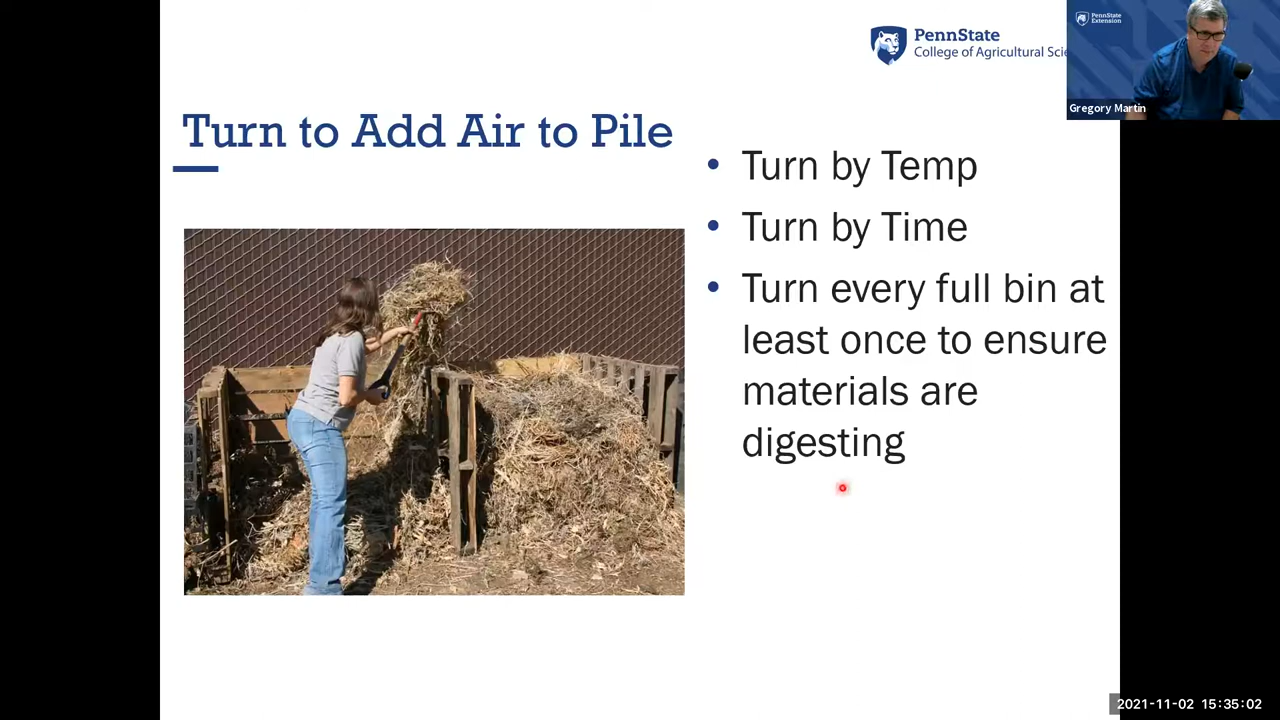 PennState
College of Agricultural Scie
PennState
Extension
Gregory Martin
Turn to Add Air to Pile
• Turn by Temp
• Turn by Time
• Turn every full bin at
least once to ensure
materials are
digesting
2021-11-02 15:35:02